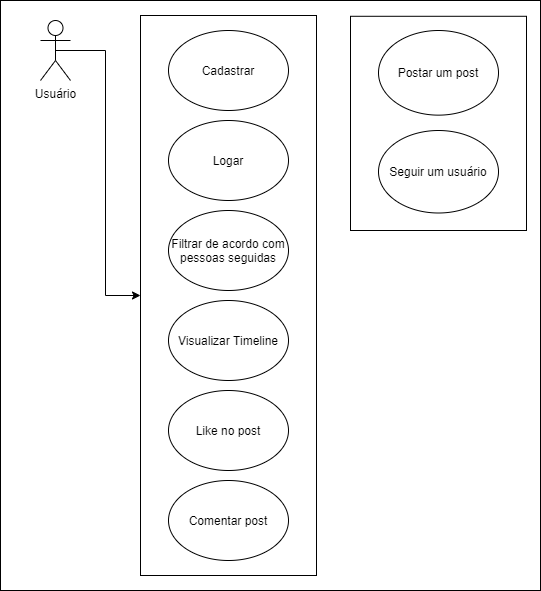 Usuário
Cadastrar
Logar
Filtrar de acordo com
pessoas seguidas
Visualizar Timeline
Like no post
Comentar post
Postar um post
Seguir um usuário